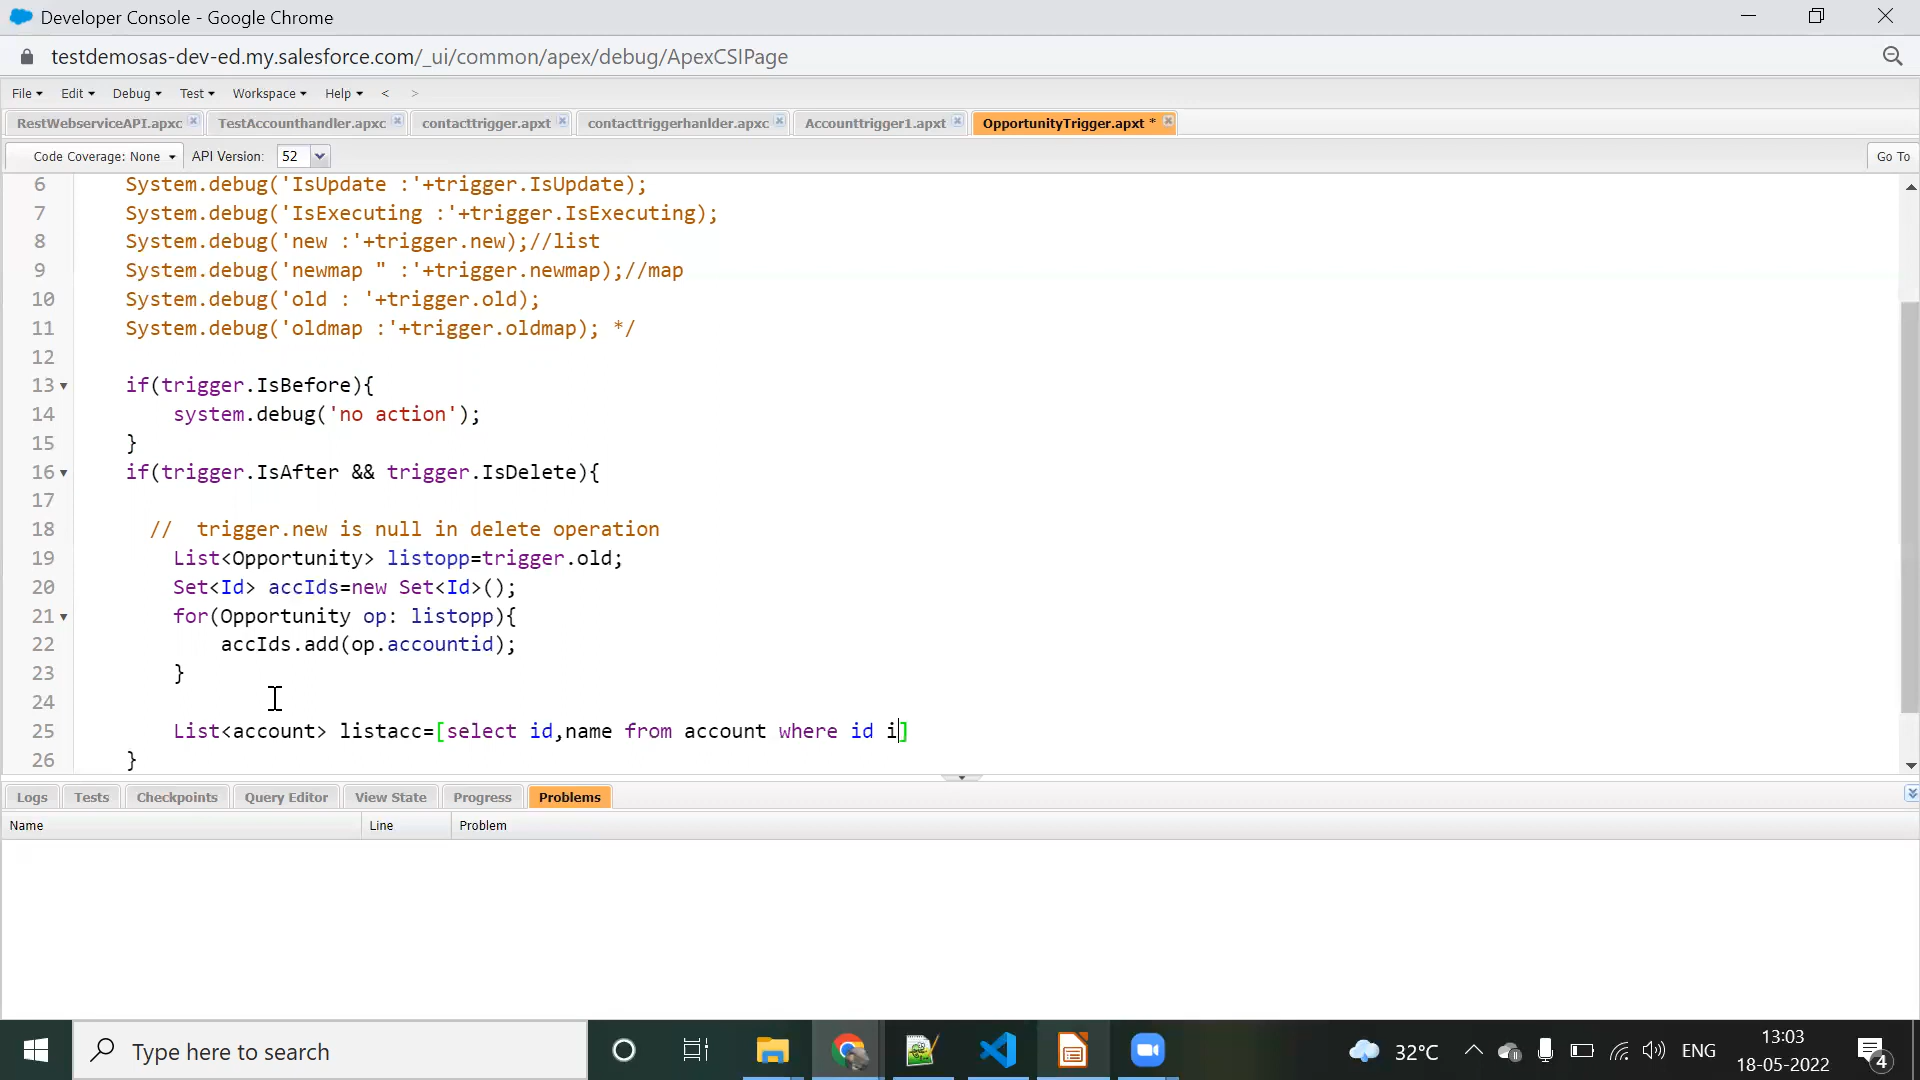 Developer Console - Google Chrome
testdemosas-dev-ed.my.salesforce.com/_ui/common/apex/debug/ApexCSIPage
File Edit Debug Test Workspace Help < >
RestWebserviceAPI.apxc TestAccounthandler.apxc contacttrigger.apxt contacttriggerhanlder.apxc Accounttrigger1.apxt OpportunityTrigger.apxt *
Code Coverage: None API Version: 52 Go To
6 System.debug('IsUpdate :'+trigger.IsUpdate);
7 System.debug('IsExecuting :'+trigger.IsExecuting);
8 System.debug('new :'+trigger.new);//list
9 System.debug('newmap " :'+trigger.newmap);//map
10 System.debug('old : '+trigger.old);
11 System.debug('oldmap :'+trigger.oldmap); */
12
13 if(trigger.IsBefore){
14 system.debug('no action');
15 }
16 if(trigger.IsAfter && trigger.IsDelete){
17
18 // trigger.new is null in delete operation
19 List<Opportunity> listopp=trigger.old;
20 Set<Id> accIds=new Set<Id>();
21 for(Opportunity op: listopp){
22 accIds.add(op.accountid);
23 }
24
25 List<account> listacc=[select id,name from account where id i]
26 }
Logs Tests Checkpoints Query Editor View State Progress Problems
Name Line Problem
Type here to search 32°C ENG 13:03
18-05-2022 4